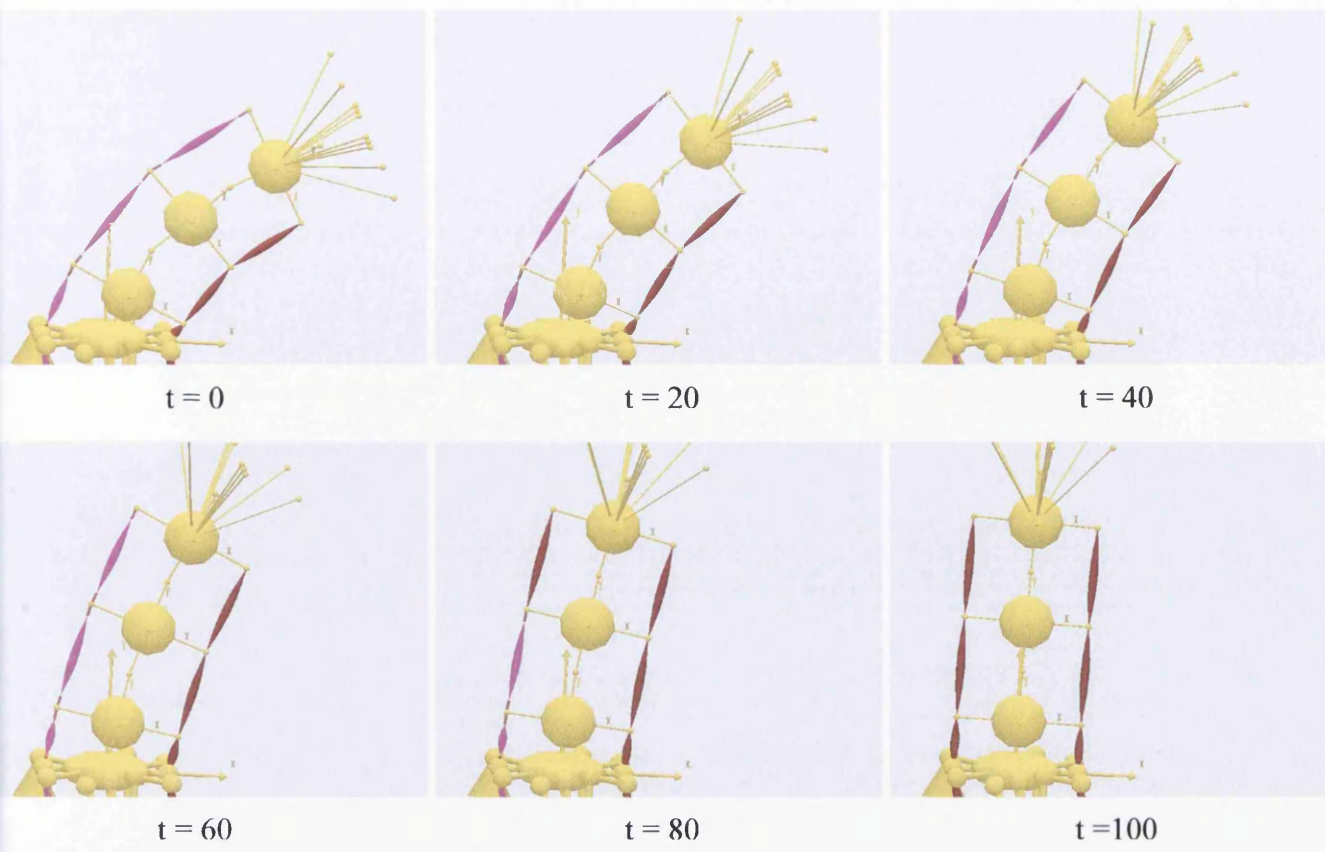 t = 0
t = 20
t = 40
t = 60
t = 80
t =100